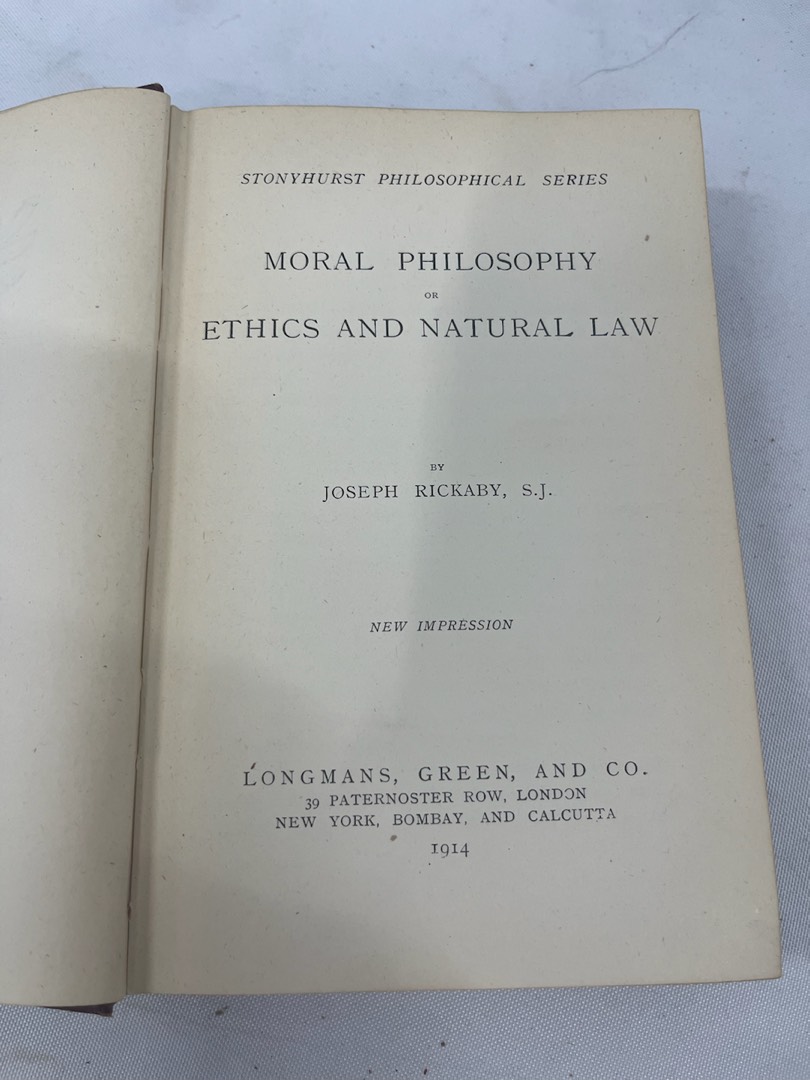 STONYHURST PHILOSOPHICAL SERIES
MORAL PHILOSOPHY
OR
ETHICS AND NATURAL LAW
BY
JOSEPH RICKABY, S.J.
NEW IMPRESSION
LONGMANS, GREEN, AND CO.
39 PATERNOSTER ROW, LONDON
NEW YORK, BOMBAY, AND CALCUTTA
1914